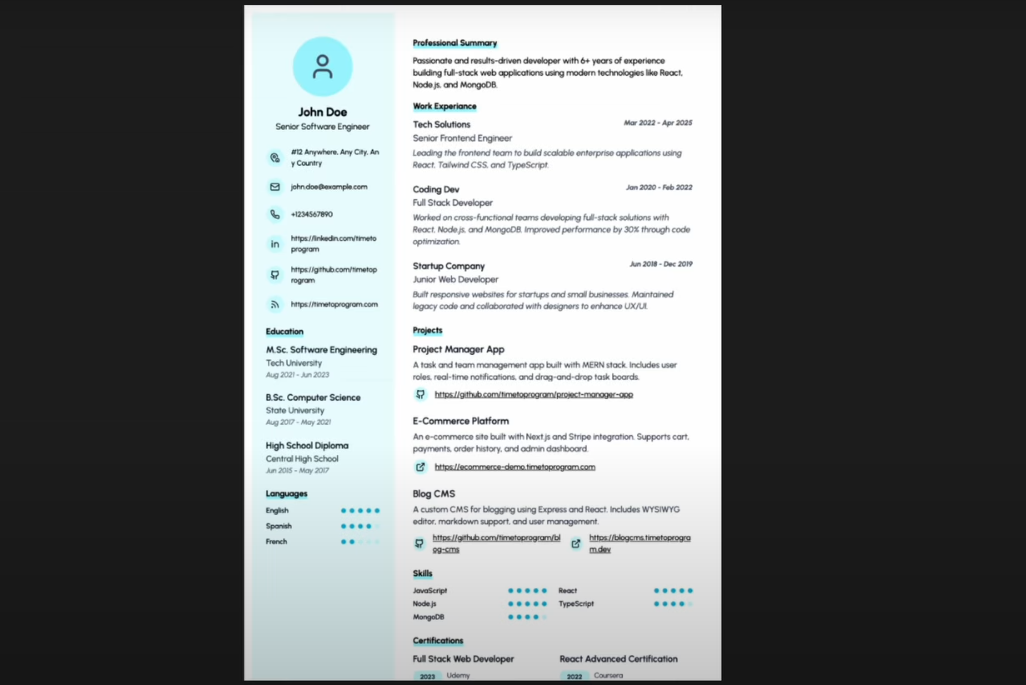 John Doe
Senior Software Engineer
#12 Anywhere, Any City, An
y Country
john.doe@example.com
+1234567890
https://linkedin.com/timeto
program
https://github.com/timetop
rogram
https://timetoprogram.com
Education
M.Sc. Software Engineering
Tech University
Aug 2021 - Jun 2023
B.Sc. Computer Science
State University
Aug 2017 - May 2021
High School Diploma
Central High School
Jun 2015 - May 2017
Languages
English
Spanish
French
Professional Summary
Passionate and results-driven developer with 6+ years of experience
building full-stack web applications using modern technologies like React,
Node.js, and MongoDB.
Work Experiance
Tech Solutions Mar 2022 - Apr 2025
Senior Frontend Engineer
Leading the frontend team to build scalable enterprise applications using
React, Tailwind CSS, and TypeScript.
Coding Dev Jan 2020 - Feb 2022
Full Stack Developer
Worked on cross-functional teams developing full-stack solutions with
React, Node.js, and MongoDB. Improved performance by 30% through code
optimization.
Startup Company Jun 2018 - Dec 2019
Junior Web Developer
Built responsive websites for startups and small businesses. Maintained
legacy code and collaborated with designers to enhance UX/UI.
Projects
Project Manager App
A task and team management app built with MERN stack. Includes user
roles, real-time notifications, and drag-and-drop task boards.
https://github.com/timetoprogram/project-manager-app
E-Commerce Platform
An e-commerce site built with Next.js and Stripe integration. Supports cart,
payments, order history, and admin dashboard.
https://ecommerce-demo.timetoprogram.com
Blog CMS
A custom CMS for blogging using Express and React. Includes WYSIWYG
editor, markdown support, and user management.
https://github.com/timetoprogram/bl
og-cms
https://blogcms.timetoprogra
m.dev
Skills
JavaScript React
Node.js TypeScript
MongoDB
Certifications
Full Stack Web Developer React Advanced Certification
2023 Udemy 2022 Coursera